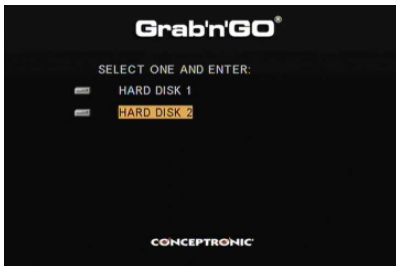 Grab'n'GO®
SELECT ONE AND ENTER:
HARD DISK 1
HARD DISK 2
CONCEPTRONIC